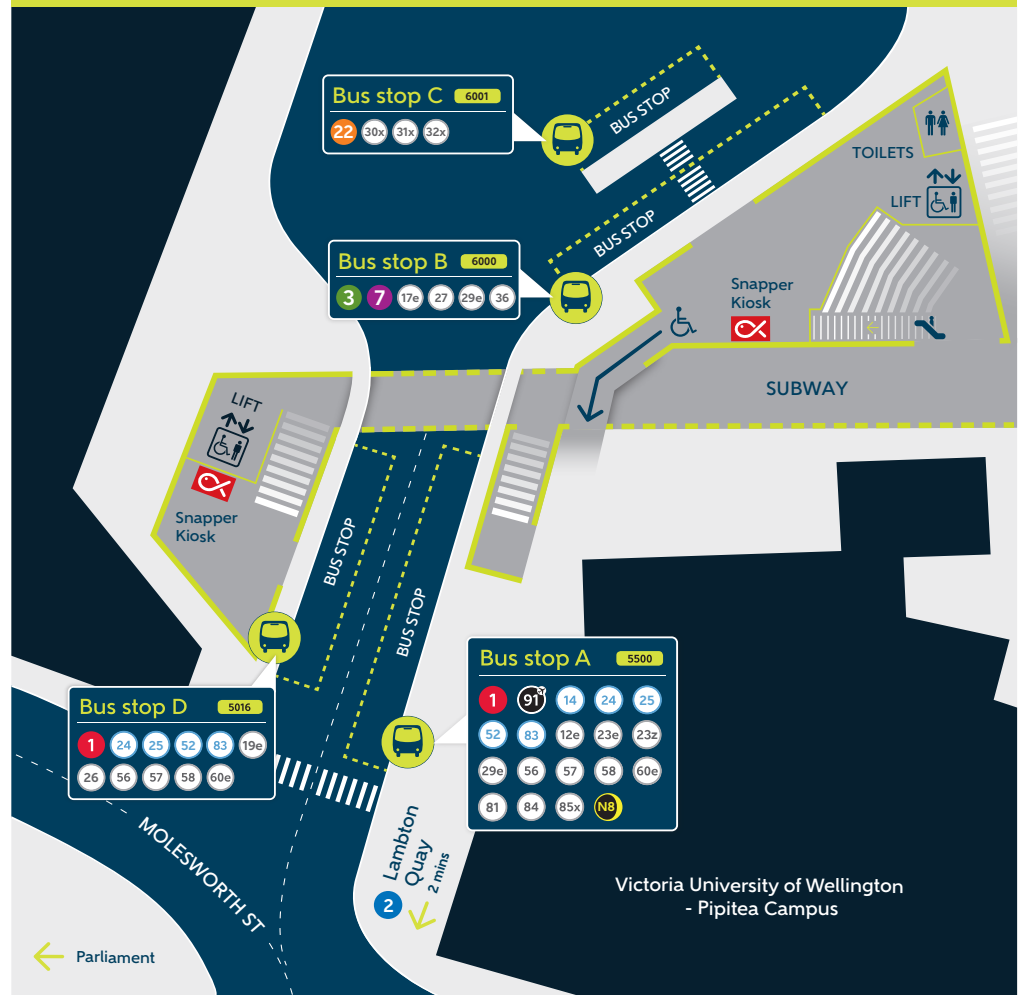 Bus stop C 6001
22 30x 31x 32x
BUS STOP
TOILETS
LIFT
BUS STOP
Bus stop B 6000
3 7 17e 27 29e 36
Snapper
Kiosk
SUBWAY
LIFT
Snapper
Kiosk
BUS STOP
BUS STOP
Bus stop A 5500
1 91 14 24 25
52 83 12e 23e 23z
29e 56 57 58 60e
81 84 85x N8
Bus stop D 5016
1 24 25 52 83 19e
26 56 57 58 60e
MOLESWORTH ST
Lambton
Quay
2 mins
2
Victoria University of Wellington
- Pipitea Campus
Parliament